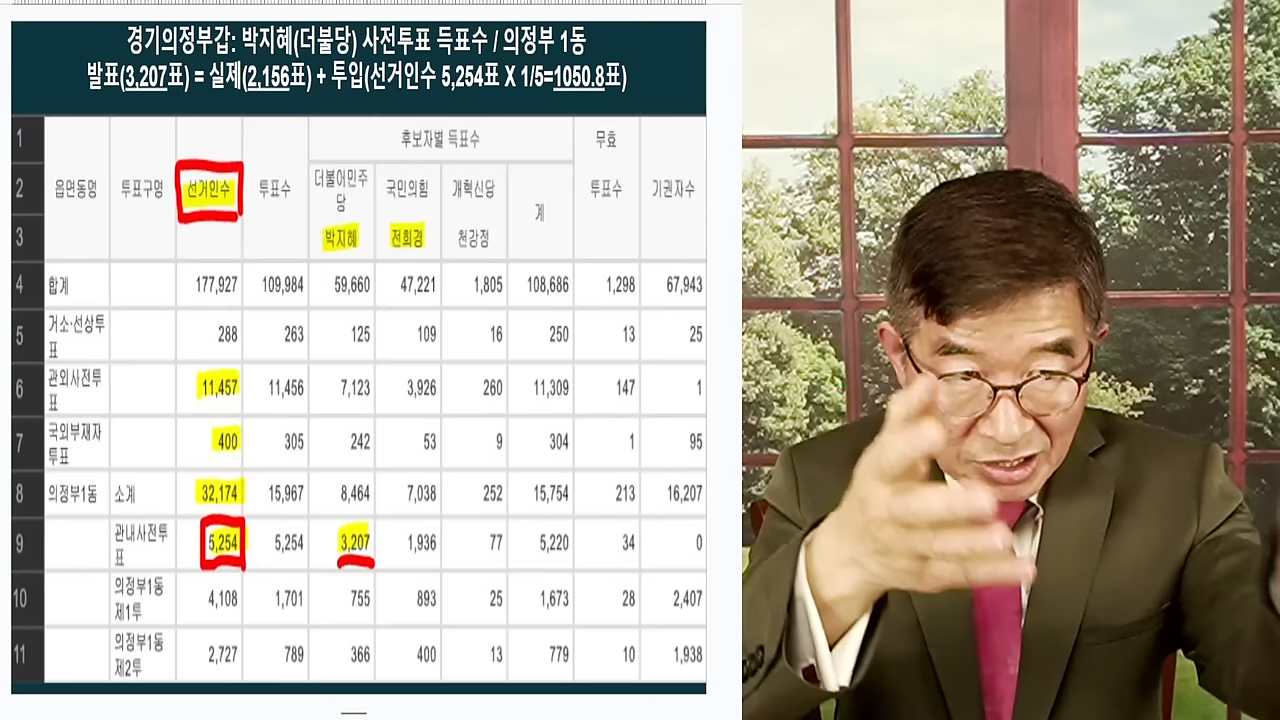 경기의정부갑: 박지혜(더불당) 사전투표 득표수 / 의정부 1동
발표(3,207표) = 실제(2,156표) + 투입(선거인수 5,254표 X 1/5=1050.8표)
1 후보자별 득표수 무효
2 읍면동명 투표구명 선거인수 투표수 더불어민주당 국민의힘 개혁신당 계 투표수 기권자수
3 박지혜 전희경 천강정
4 합계 177,927 109,984 59,660 47,221 1,805 108,686 1,298 67,943
5 거소·선상투표 288 263 125 109 16 250 13 25
6 관외사전투표 11,457 11,456 7,123 3,926 260 11,309 147 1
7 국외부재자투표 400 305 242 53 9 304 1 95
8 의정부1동 소계 32,174 15,967 8,464 7,038 252 15,754 213 16,207
9 관내사전투표 5,254 5,254 3,207 1,936 77 5,220 34 0
10 의정부1동제1투 4,108 1,701 755 893 25 1,673 28 2,407
11 의정부1동제2투 2,727 789 366 400 13 779 10 1,938